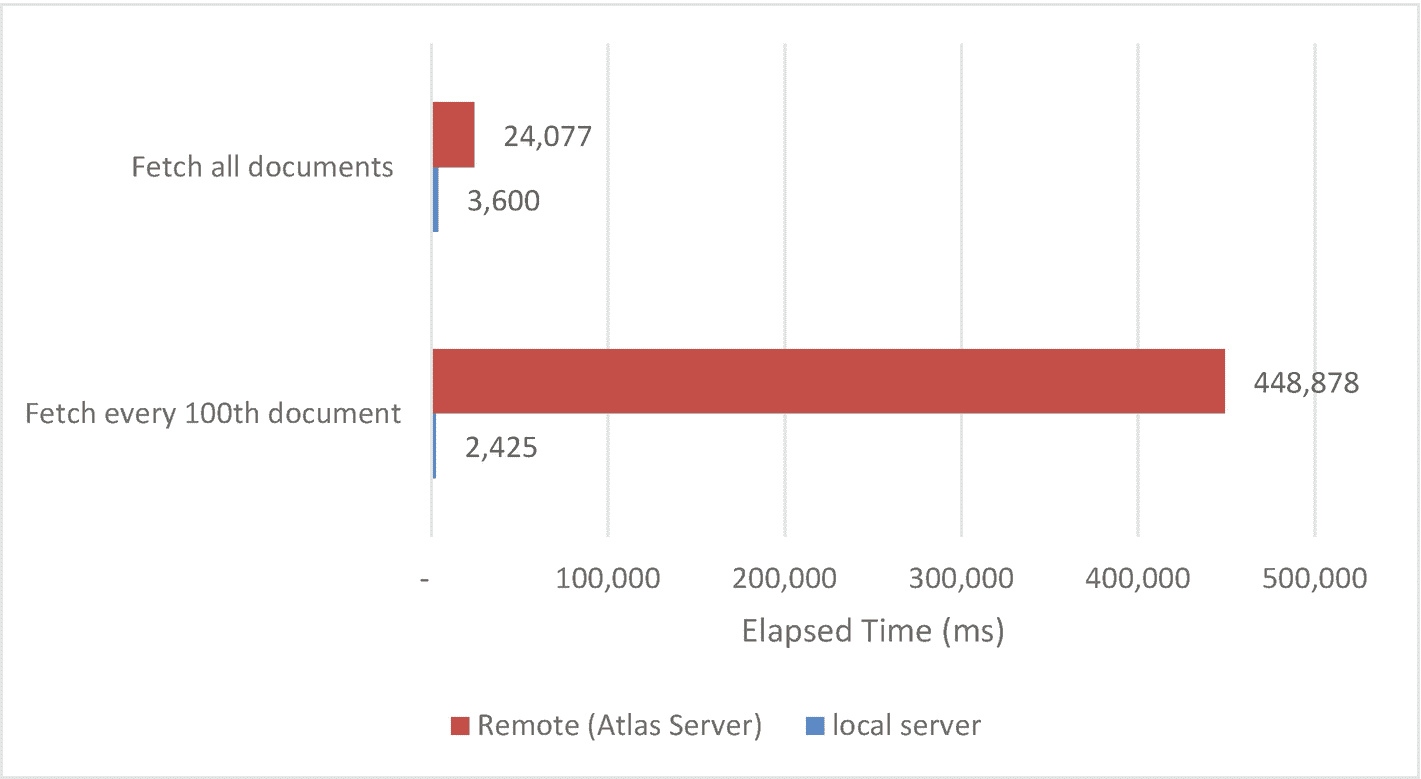 Fetch all documents
24,077
3,600
Fetch every 100th document
448,878
2,425
- 100,000 200,000 300,000 400,000 500,000
Elapsed Time (ms)
Remote (Atlas Server) local server